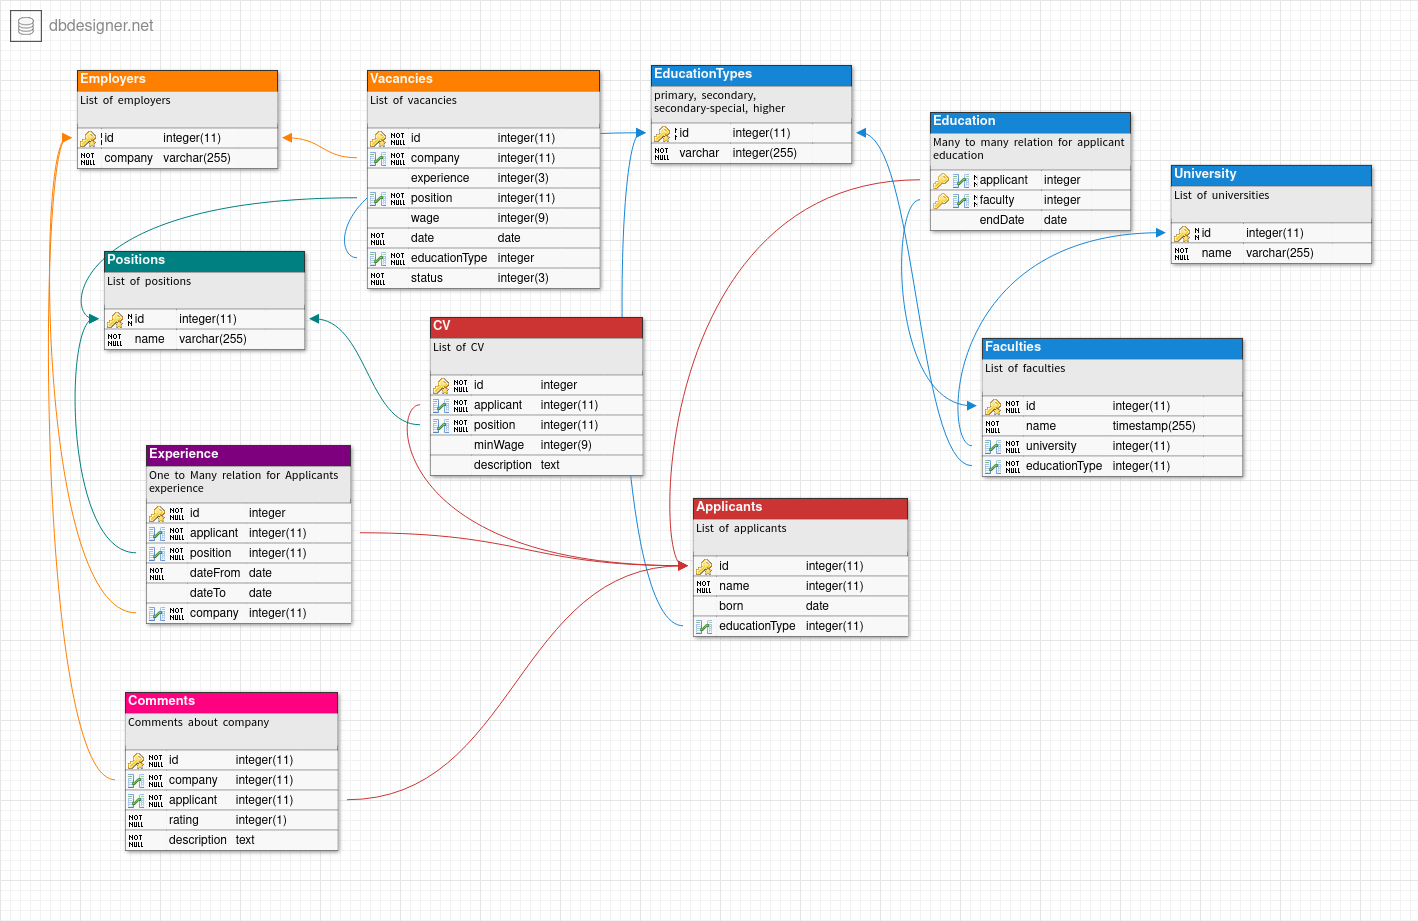 dbdesigner.net
Employers
List of employers
id integer(11)
NOT NULL company varchar(255)
Vacancies
List of vacancies
NOT NULL id integer(11)
NOT NULL company integer(11)
experience integer(3)
NOT NULL position integer(11)
wage integer(9)
NOT NULL date date
NOT NULL educationType integer
NOT NULL status integer(3)
EducationTypes
primary, secondary,
secondary-special, higher
id integer(11)
NOT NULL varchar integer(255)
Education
Many to many relation for applicant
education
applicant integer
faculty integer
endDate date
University
List of universities
id integer(11)
NOT NULL name varchar(255)
Positions
List of positions
id integer(11)
NOT NULL name varchar(255)
CV
List of CV
NOT NULL id integer
NOT NULL applicant integer(11)
NOT NULL position integer(11)
minWage integer(9)
description text
Faculties
List of faculties
NOT NULL id integer(11)
NOT NULL name timestamp(255)
NOT NULL university integer(11)
NOT NULL educationType integer(11)
Experience
One to Many relation for Applicants
experience
NOT NULL id integer
NOT NULL applicant integer(11)
NOT NULL position integer(11)
NOT NULL dateFrom date
dateTo date
NOT NULL company integer(11)
Applicants
List of applicants
id integer(11)
NOT NULL name integer(11)
born date
educationType integer(11)
Comments
Comments about company
NOT NULL id integer(11)
NOT NULL company integer(11)
NOT NULL applicant integer(11)
NOT NULL rating integer(1)
NOT NULL description text